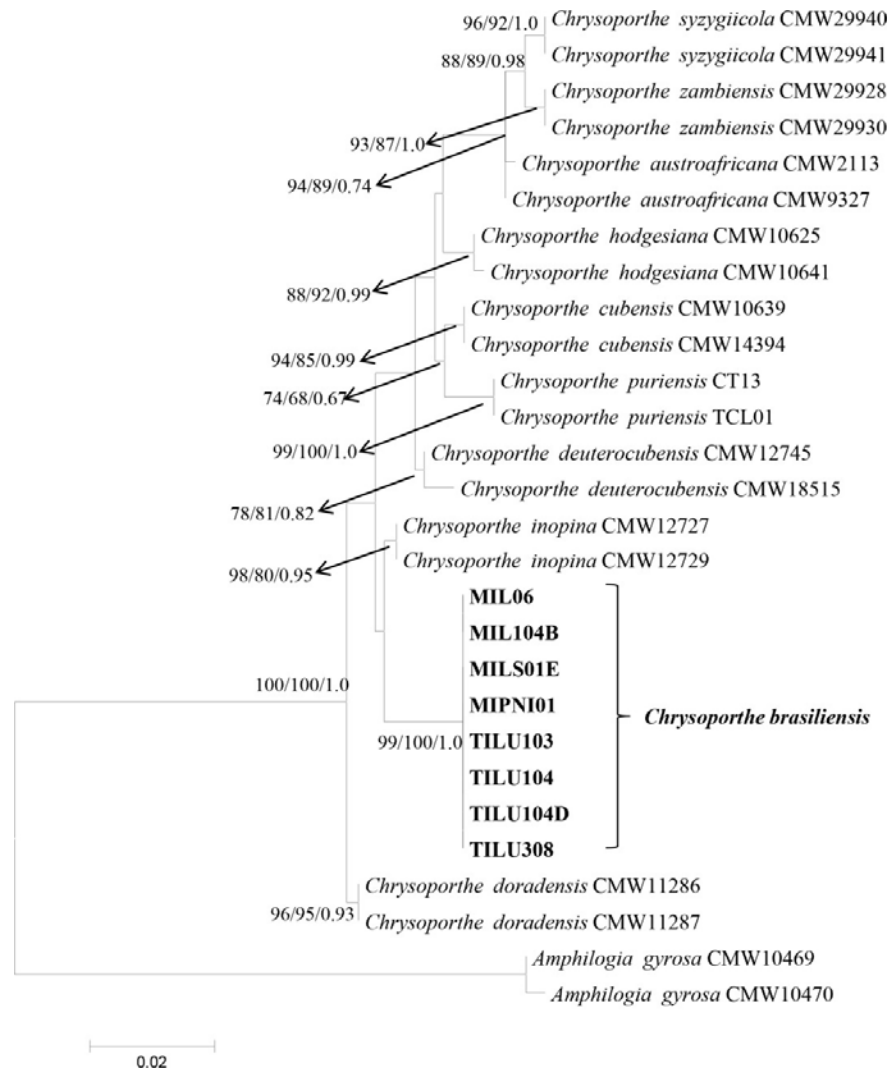 96/92/1.0
Chrysoporthe syzygiicola CMW29940
Chrysoporthe syzygiicola CMW29941
88/89/0.98
Chrysoporthe zambiensis CMW29928
Chrysoporthe zambiensis CMW29930
93/87/1.0
Chrysoporthe austroafricana CMW2113
94/89/0.74
Chrysoporthe austroafricana CMW9327
Chrysoporthe hodgesiana CMW10625
Chrysoporthe hodgesiana CMW10641
88/92/0.99
Chrysoporthe cubensis CMW10639
Chrysoporthe cubensis CMW14394
94/85/0.99
Chrysoporthe puriensis CT13
74/68/0.67
Chrysoporthe puriensis TCL01
99/100/1.0
Chrysoporthe deuterocubensis CMW12745
Chrysoporthe deuterocubensis CMW18515
78/81/0.82
Chrysoporthe inopina CMW12727
Chrysoporthe inopina CMW12729
98/80/0.95
MIL06
MIL104B
MILS01E
100/100/1.0
MIPNI01
Chrysoporthe brasiliensis
TILU103
99/100/1.0
TILU104
TILU104D
TILU308
Chrysoporthe doradensis CMW11286
96/95/0.93
Chrysoporthe doradensis CMW11287
Amphilogia gyrosa CMW10469
Amphilogia gyrosa CMW10470
0.02